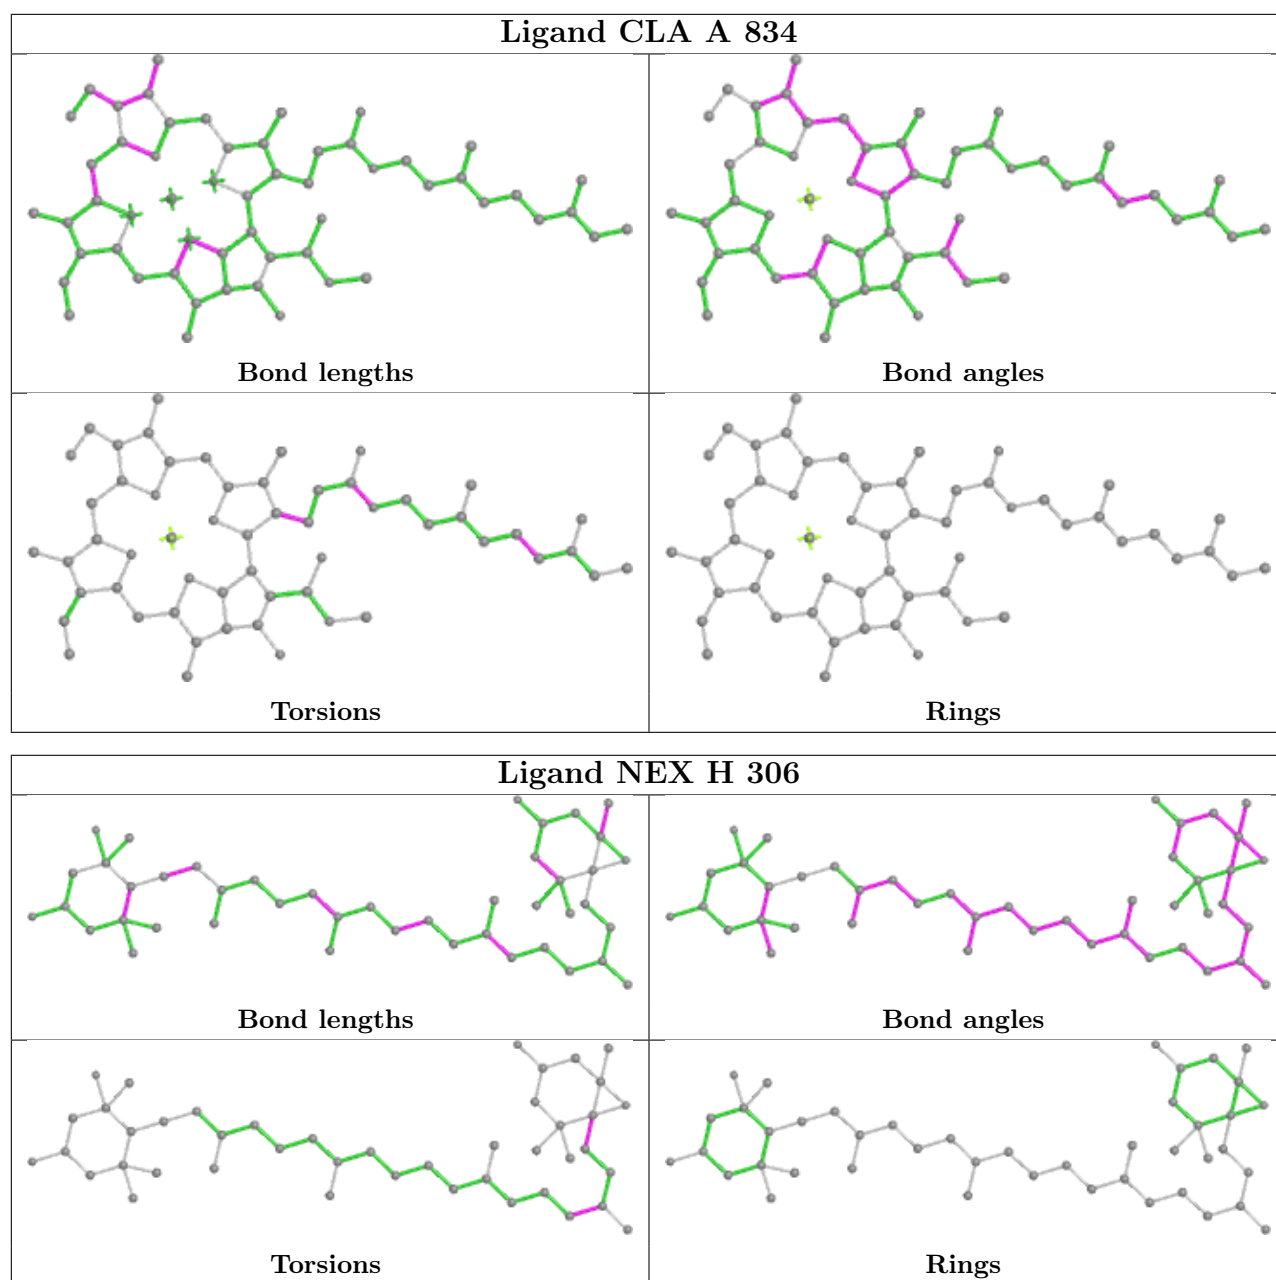 Ligand CLA A 834
Bond lengths
Bond angles
Torsions
Rings
Ligand NEX H 306
Bond lengths
Bond angles
Torsions
Rings